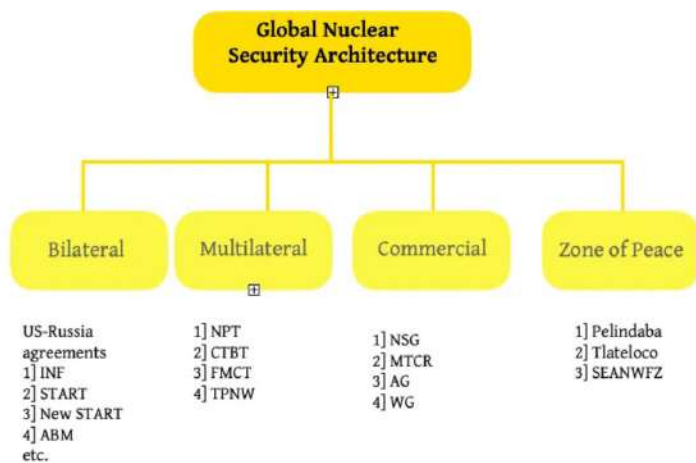 Global Nuclear
Security Architecture
Bilateral
Multilateral
Commercial
Zone of Peace
US-Russia
agreements
1] INF
2] START
3] New START
4] ABM
etc.
1] NPT
2] CTBT
3] FMCT
4] TPNW
1] NSG
2] MTCR
3] AG
4] WG
1] Pelindaba
2] Tlateloco
3] SEANWFZ